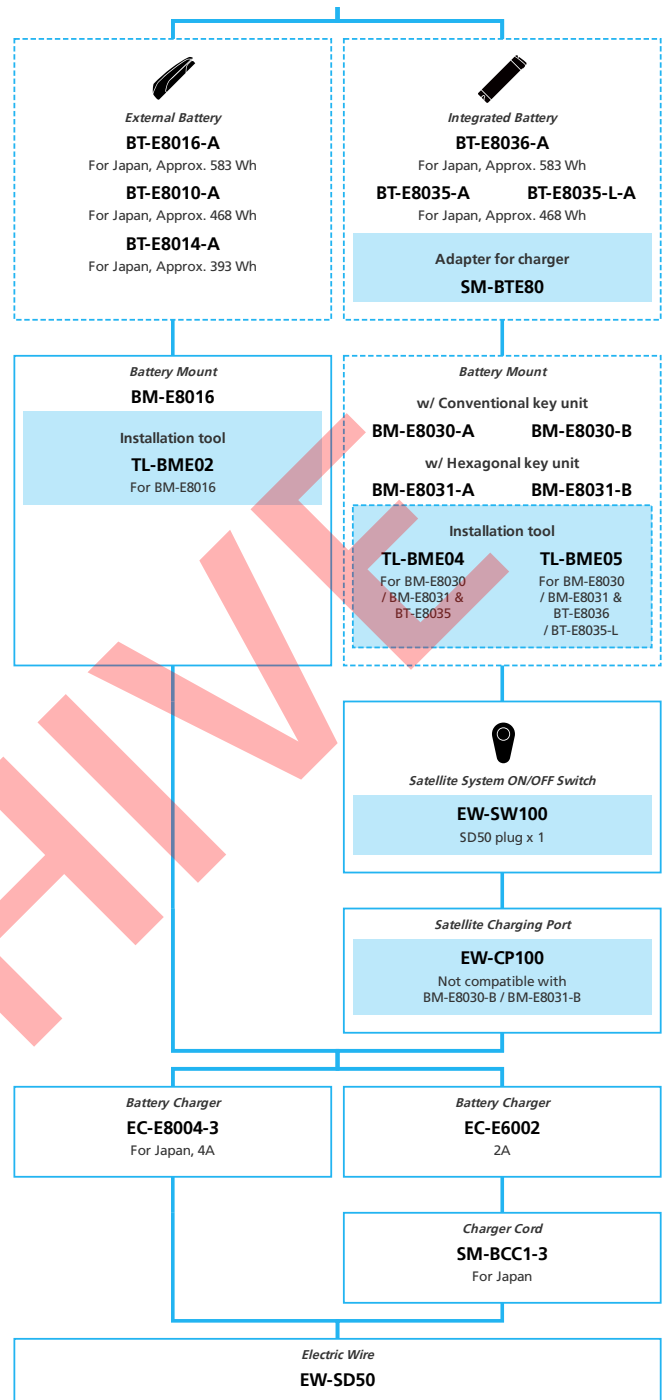 External Battery
BT-E8016-A
For Japan, Approx. 583 Wh
BT-E8010-A
For Japan, Approx. 468 Wh
BT-E8014-A
For Japan, Approx. 393 Wh
Integrated Battery
BT-E8036-A
For Japan, Approx. 583 Wh
BT-E8035-A BT-E8035-L-A
For Japan, Approx. 468 Wh
Adapter for charger
SM-BTE80
Battery Mount
BM-E8016
Installation tool
TL-BME02
For BM-E8016
Battery Mount
w/ Conventional key unit
BM-E8030-A BM-E8030-B
w/ Hexagonal key unit
BM-E8031-A BM-E8031-B
Installation tool
TL-BME04
For BM-E8030
/ BM-E8031 &
BT-E8035
TL-BME05
For BM-E8030
/ BM-E8031 &
BT-E8036
/ BT-E8035-L
Satellite System ON/OFF Switch
EW-SW100
SD50 plug x 1
Satellite Charging Port
EW-CP100
Not compatible with
BM-E8030-B / BM-E8031-B
Battery Charger
EC-E8004-3
For Japan, 4A
Battery Charger
EC-E6002
2A
Charger Cord
SM-BCC1-3
For Japan
Electric Wire
EW-SD50
HIVE